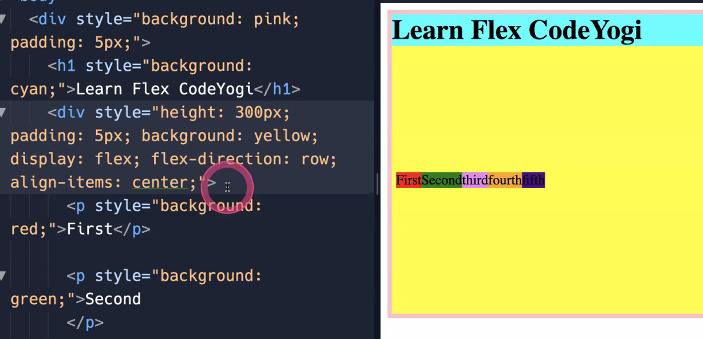 body
<div style="background: pink;
padding: 5px;">
<h1 style="background:
cyan;">Learn Flex CodeYogi</h1>
<div style="height: 300px;
padding: 5px; background: yellow;
display: flex; flex-direction: row;
align-items: center;">
<p style="background:
red;">First</p>
<p style="background:
green;">Second
</p>
Learn Flex CodeYogi
FirstSecondthirdfourthfifth